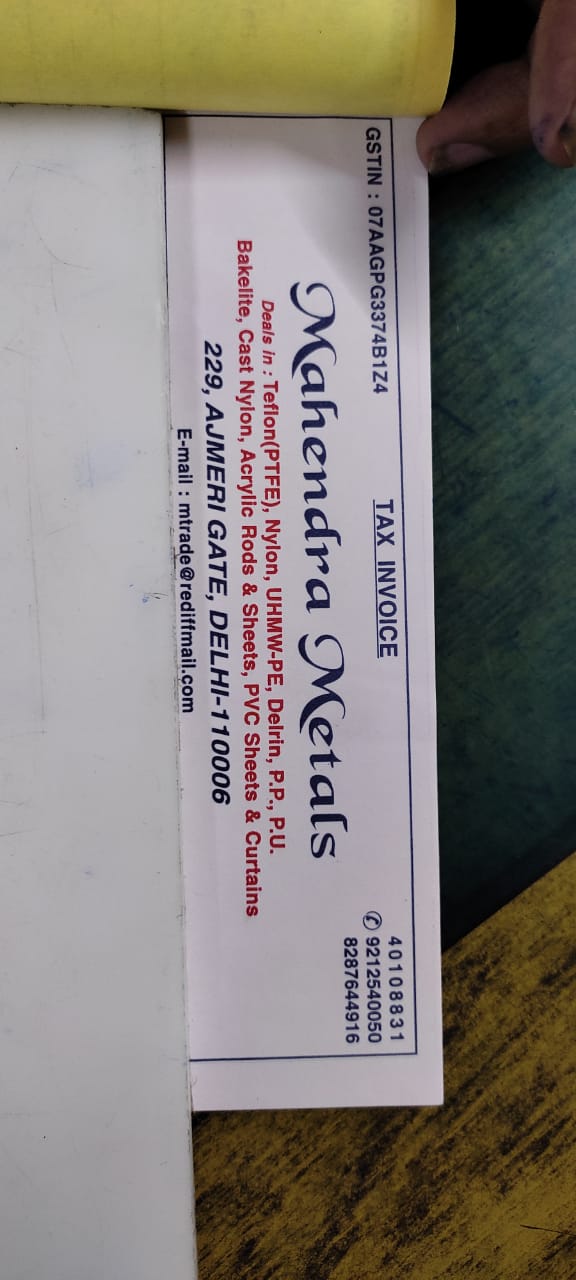 GSTIN : 07AAGPG3374B1Z4
TAX INVOICE
40108831
✆ 9212540050
8287644916
Mahendra Metals
Deals in : Teflon(PTFE), Nylon, UHMW-PE, Delrin, P.P., P.U.
Bakelite, Cast Nylon, Acrylic Rods & Sheets, PVC Sheets & Curtains
229, AJMERI GATE, DELHI-110006
E-mail : mtrade@rediffmail.com